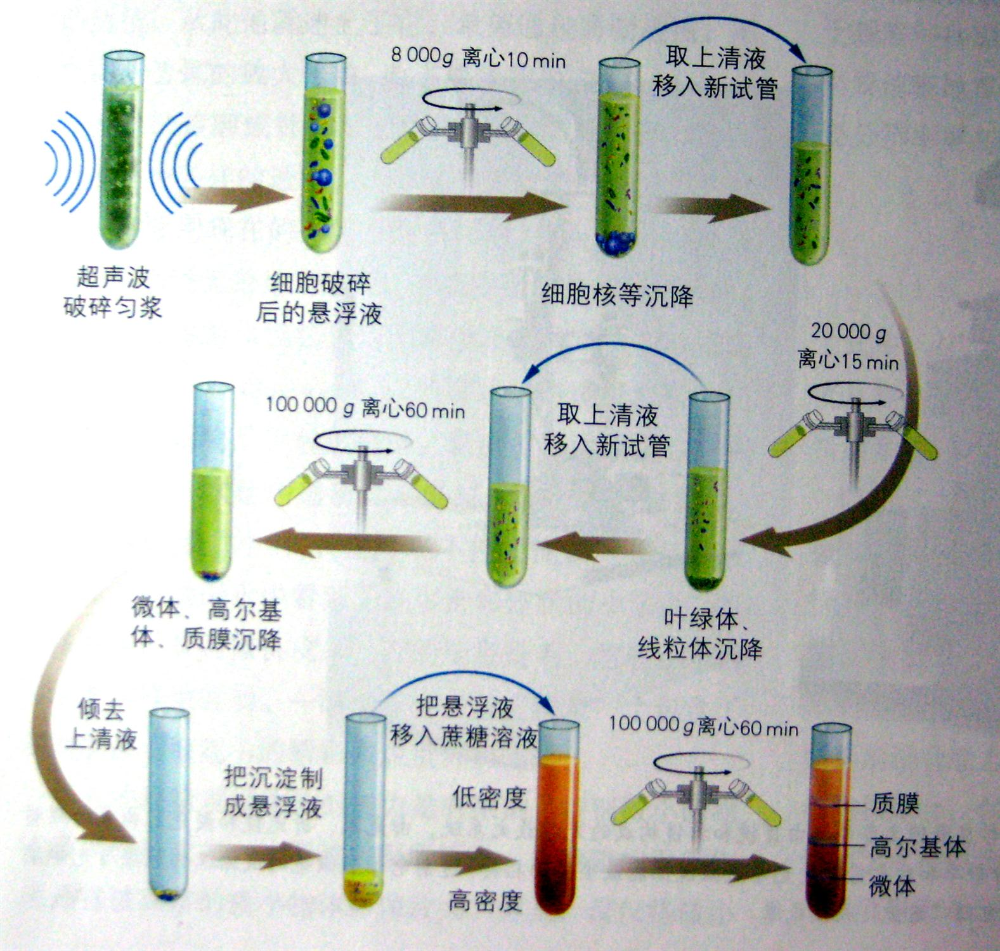 8 000g 离心10 min
取上清液
移入新试管
超声波
破碎匀浆
细胞破碎
后的悬浮液
细胞核等沉降
20 000 g
离心15 min
100 000 g 离心60 min
取上清液
移入新试管
微体、高尔基
体、质膜沉降
叶绿体、
线粒体沉降
倾去
上清液
把沉淀制
成悬浮液
把悬浮液
移入蔗糖溶液
低密度
高密度
100 000 g离心60 min
质膜
高尔基体
微体